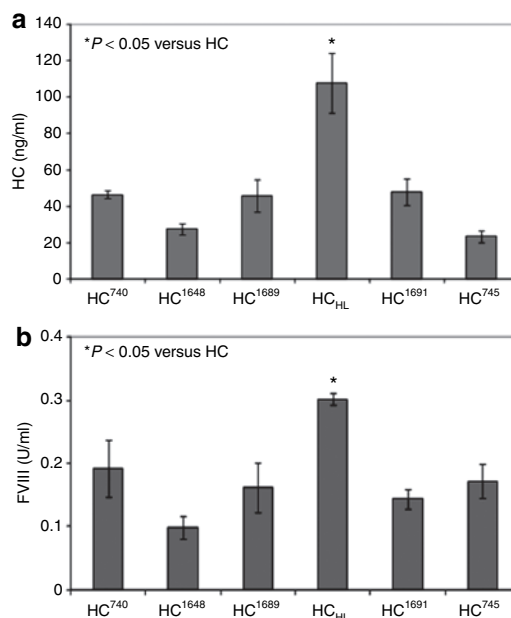 a
140
*P < 0.05 versus HC
*
120
100
80
60
40
20
0
HC (ng/ml)
HC740 HC1648 HC1689 HCHL HC1691 HC745
b
0.4
*P < 0.05 versus HC
*
0.3
0.2
0.1
0
FVIII (U/ml)
HC740 HC1648 HC1689 HCHL HC1691 HC745